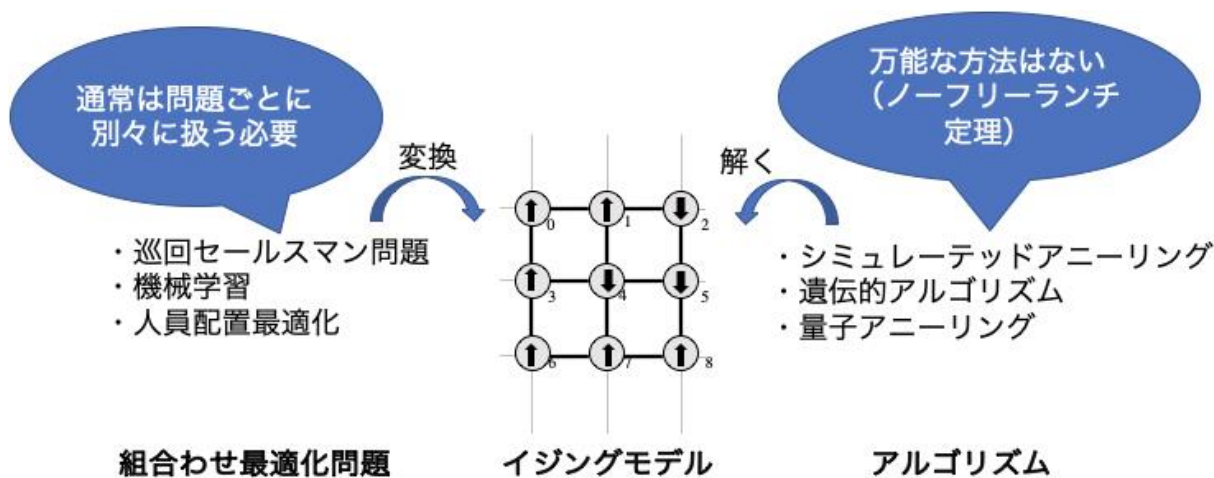 通常は問題ごとに
別々に扱う必要
万能な方法はない
（ノーフリーランチ
定理）
変換
解く
・巡回セールスマン問題
・機械学習
・人員配置最適化
0
1
2
3
4
5
6
7
8
・シミュレーテッドアニーリング
・遺伝的アルゴリズム
・量子アニーリング
組合わせ最適化問題
イジングモデル
アルゴリズム